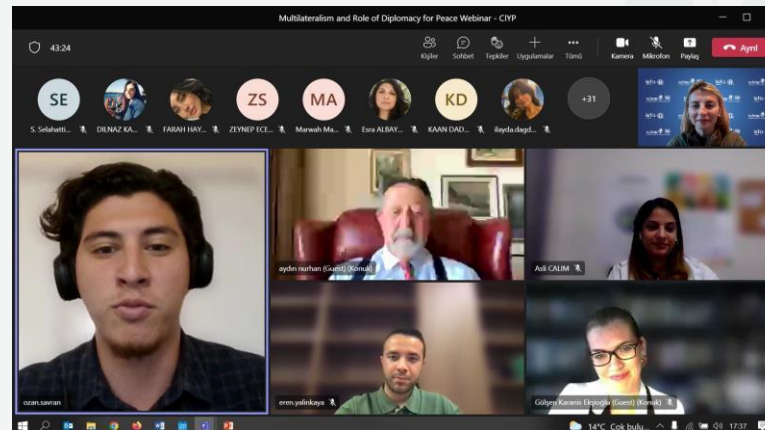 Multilateralism and Role of Diplomacy for Peace Webinar - CIYP
43:24
Kişiler
Sohbet
Tepkiler
Uygulamalar
Tümü
Kamera
Mikrofon
Paylaş
Ayrıl
SE
ZS
MA
KD
+31
S. Selahatti...
DILNAZ KA...
FARAH HAY...
ZEYNEP ECE...
Marwah Ma...
Esra ALBAY...
KAAN DAD...
ilayda.dagd...
aydın nurhan (Guest) (Konuk)
Asli CALIM
ozan.savran
eren.yalinkaya
Gülşen Karanis Ekşioğlu (Guest) (Konuk)
14°C Çok bulu...
17:37